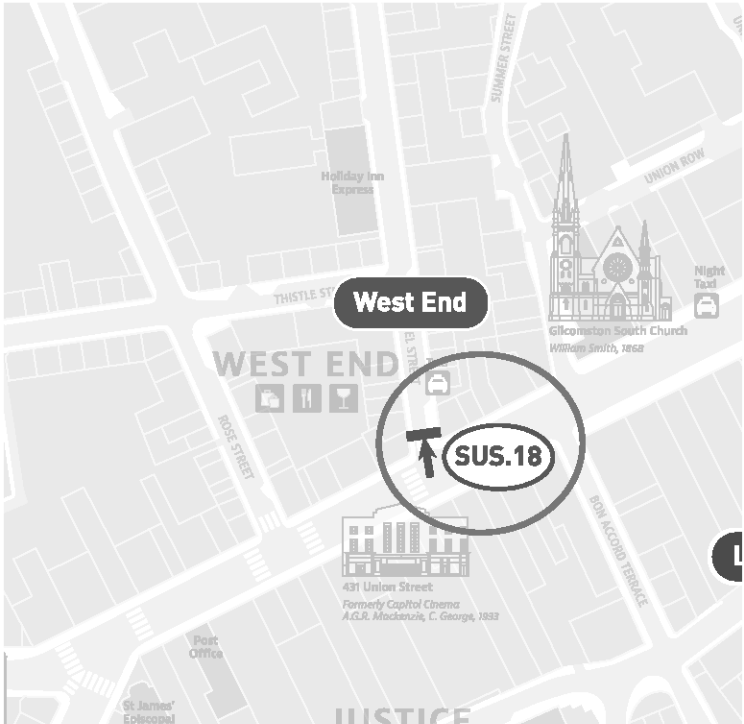 SUMMER STREET
Holiday Inn
Express
UNION ROW
THISTLE
West End
Night
Taxi
Gilcomston South Church
William Smith, 1868
WEST END
ROSE STREET
SUS.18
BON ACCORD TERRACE
L
431 Union Street
Formerly Capitol Cinema
A.G.R. Mackenzie, C. George, 1933
Post
Office
St James'
Episcopal
JUSTICE